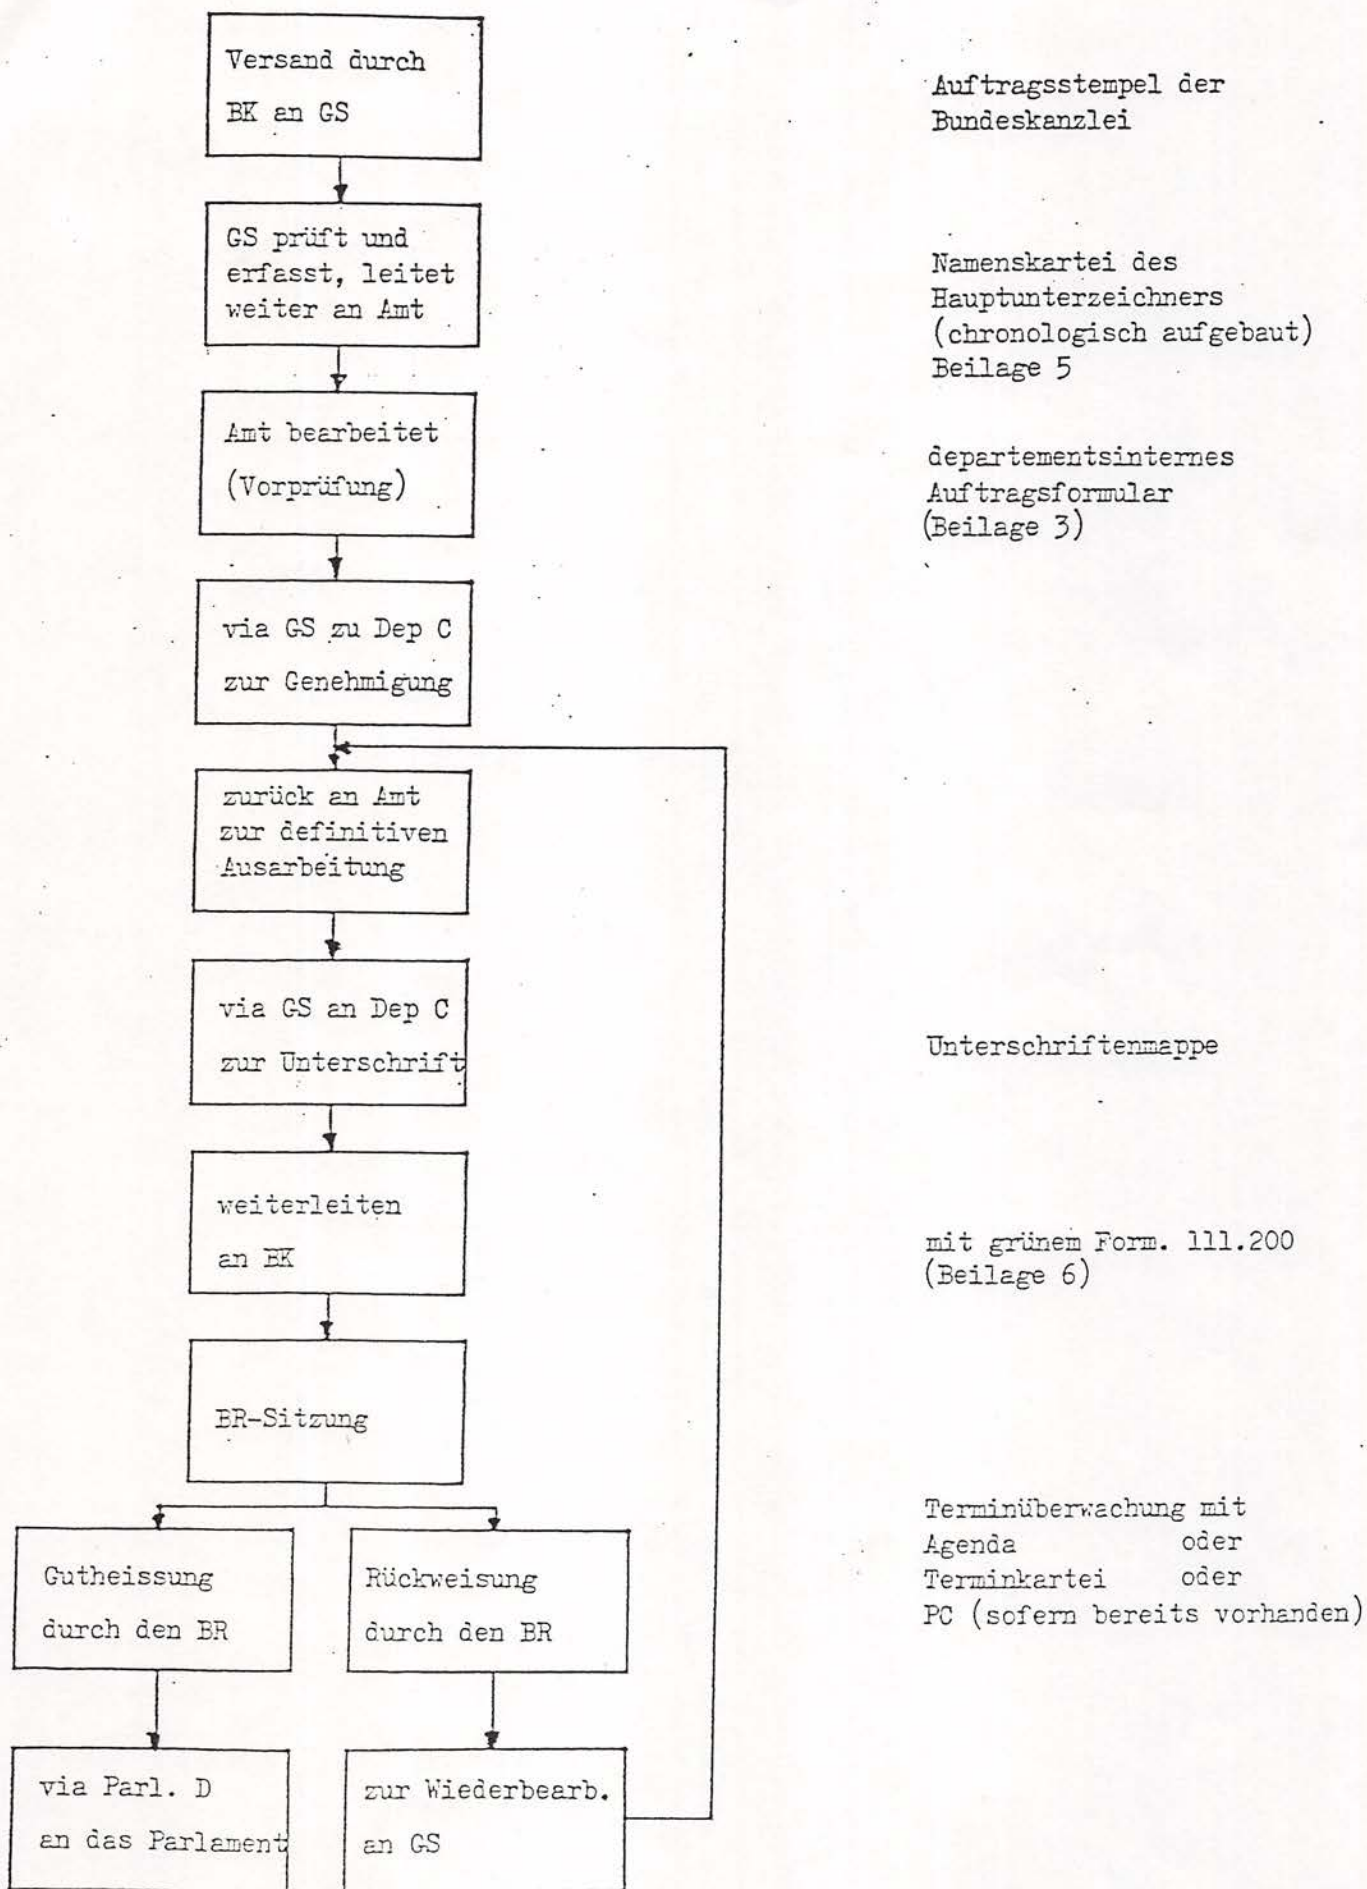 Versand durch
BK an GS
Auftragsstempel der
Bundeskanzlei
GS prüft und
erfasst, leitet
weiter an Amt
Namenskartei des
Hauptunterzeichners
(chronologisch aufgebaut)
Beilage 5
Amt bearbeitet
(Vorprüfung)
departementsinternes
Auftragsformular
(Beilage 3)
via GS zu Dep C
zur Genehmigung
zurück an Amt
zur definitiven
Ausarbeitung
via GS an Dep C
zur Unterschrift
Unterschriftenmappe
weiterleiten
an BK
mit grünem Form. 111.200
(Beilage 6)
BR-Sitzung
Gutheissung
durch den BR
Rückweisung
durch den BR
Terminüberwachung mit
Agenda oder
Terminkartei oder
PC (sofern bereits vorhanden)
via Parl. D
an das Parlament
zur Wiederbearb.
an GS